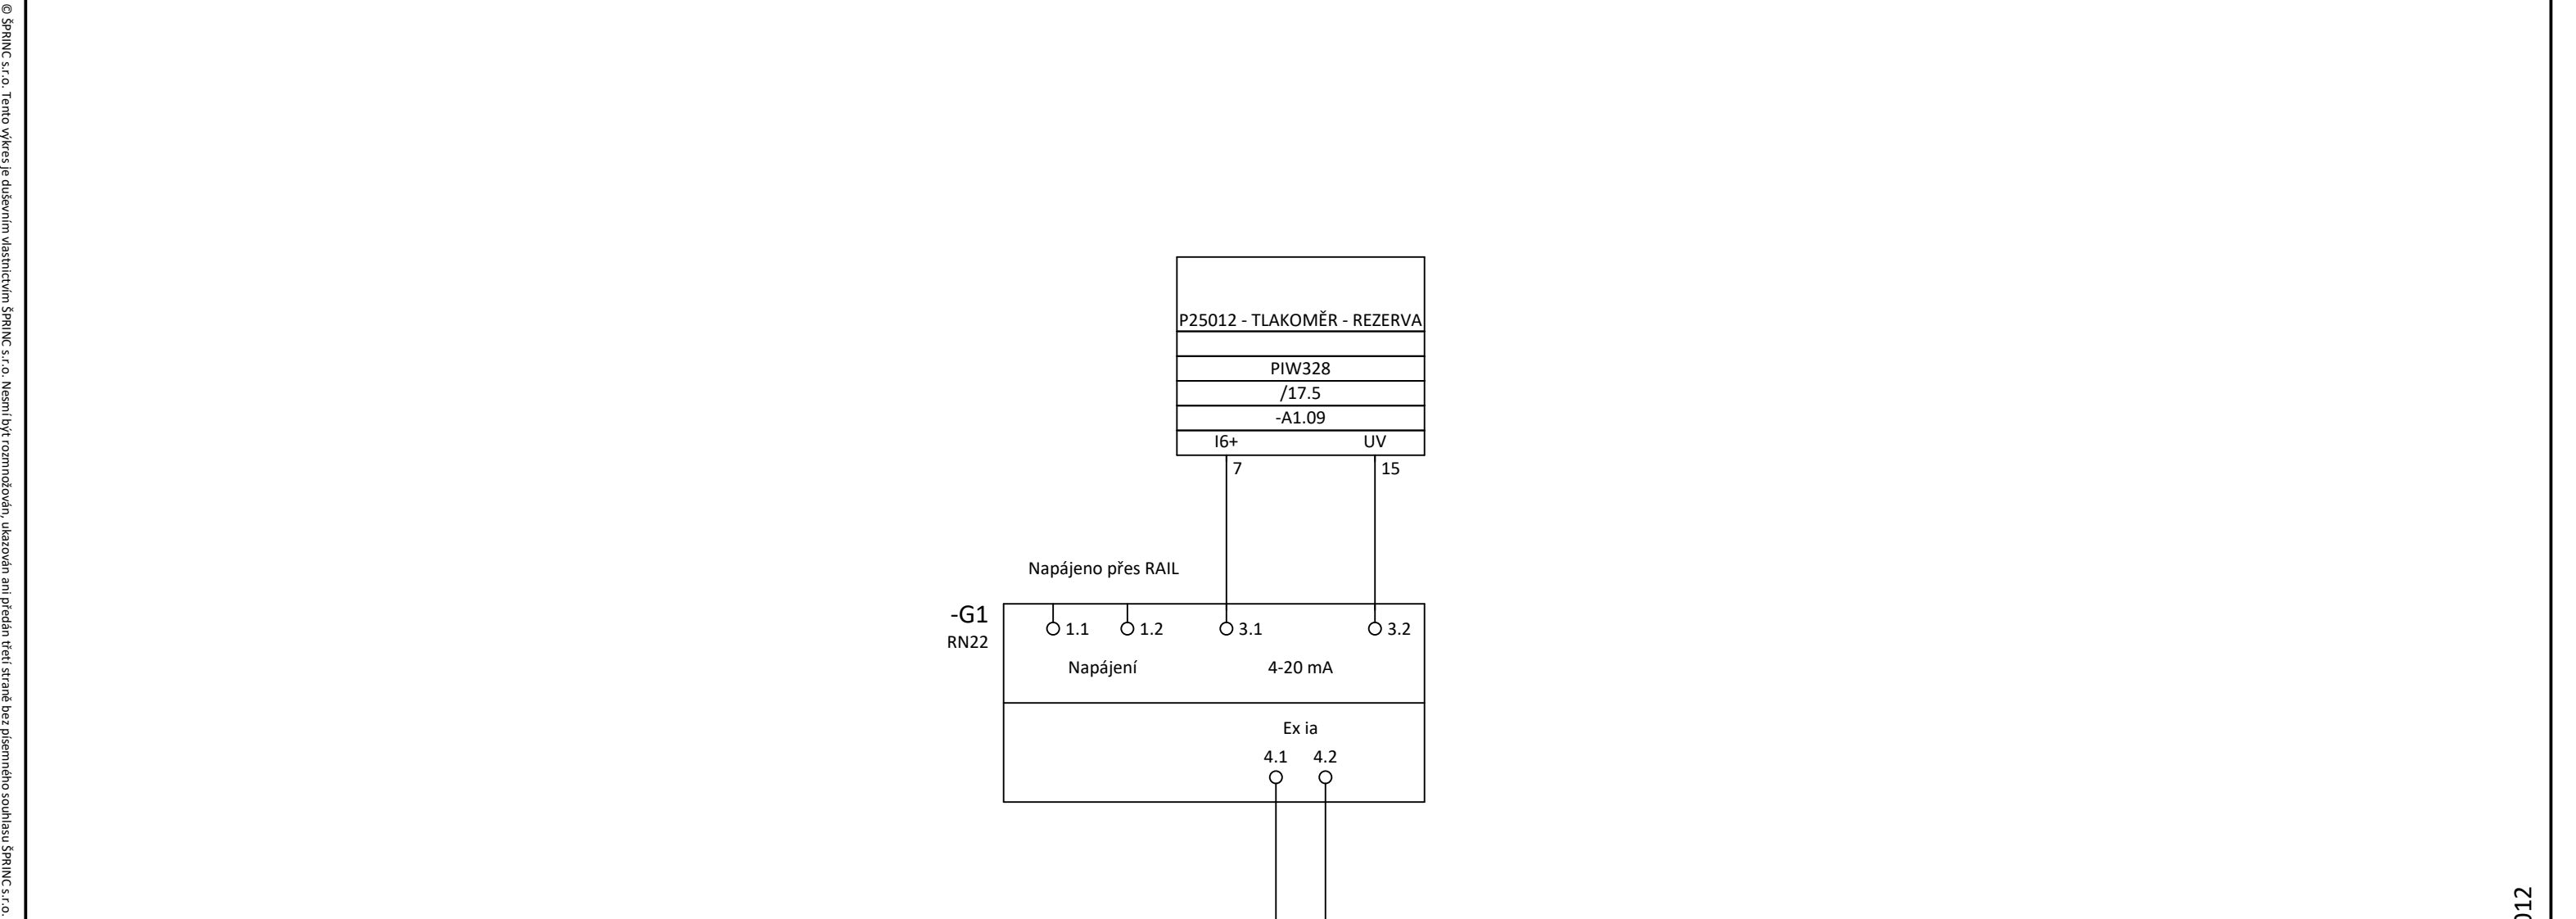 © ŠPRINC s.r.o. Tento výkres je duševním vlastnictvím ŠPRINC s.r.o. Nesmí být rozmnožován, ukazován ani předán třetí straně bez písemného souhlasu ŠPRINC s.r.o.
P25012 - TLAKOMĚR - REZERVA
PIW328
/17.5
-A1.09
I6+ UV
7 15
Napájeno přes RAIL
-G1
RN22
1.1 1.2 3.1 3.2
Napájení 4-20 mA
Ex ia
4.1 4.2